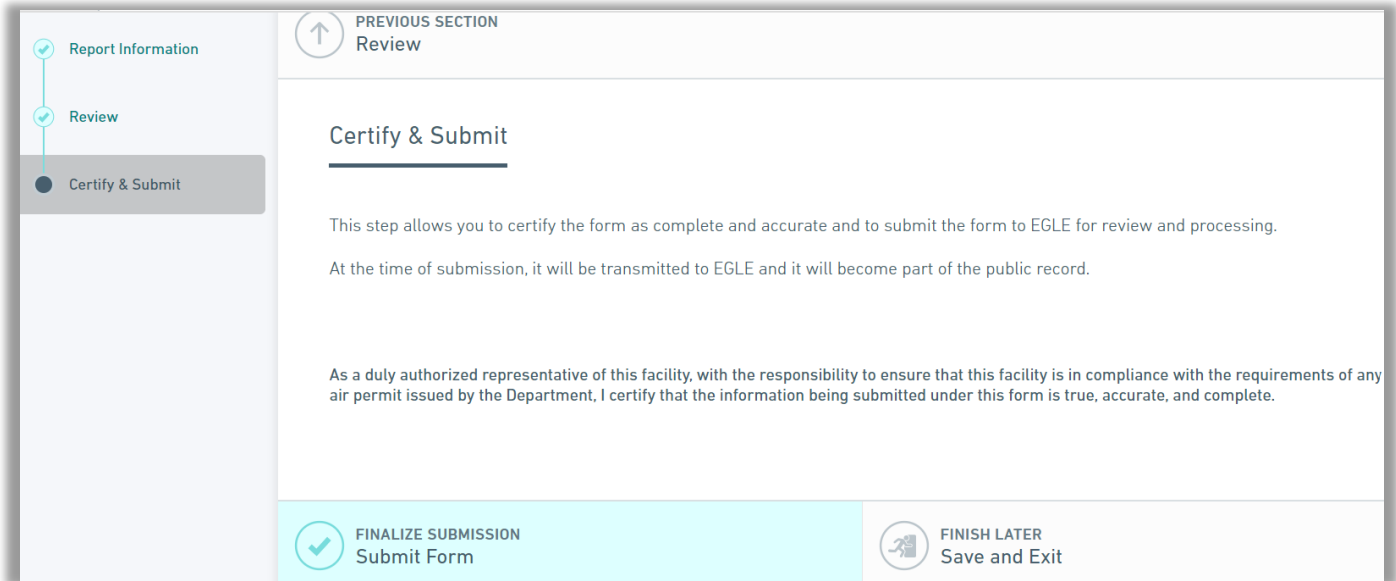 Report Information
Review
Certify & Submit
PREVIOUS SECTION
Review
Certify & Submit
This step allows you to certify the form as complete and accurate and to submit the form to EGLE for review and processing.
At the time of submission, it will be transmitted to EGLE and it will become part of the public record.
As a duly authorized representative of this facility, with the responsibility to ensure that this facility is in compliance with the requirements of any
air permit issued by the Department, I certify that the information being submitted under this form is true, accurate, and complete.
FINALIZE SUBMISSION
Submit Form
FINISH LATER
Save and Exit